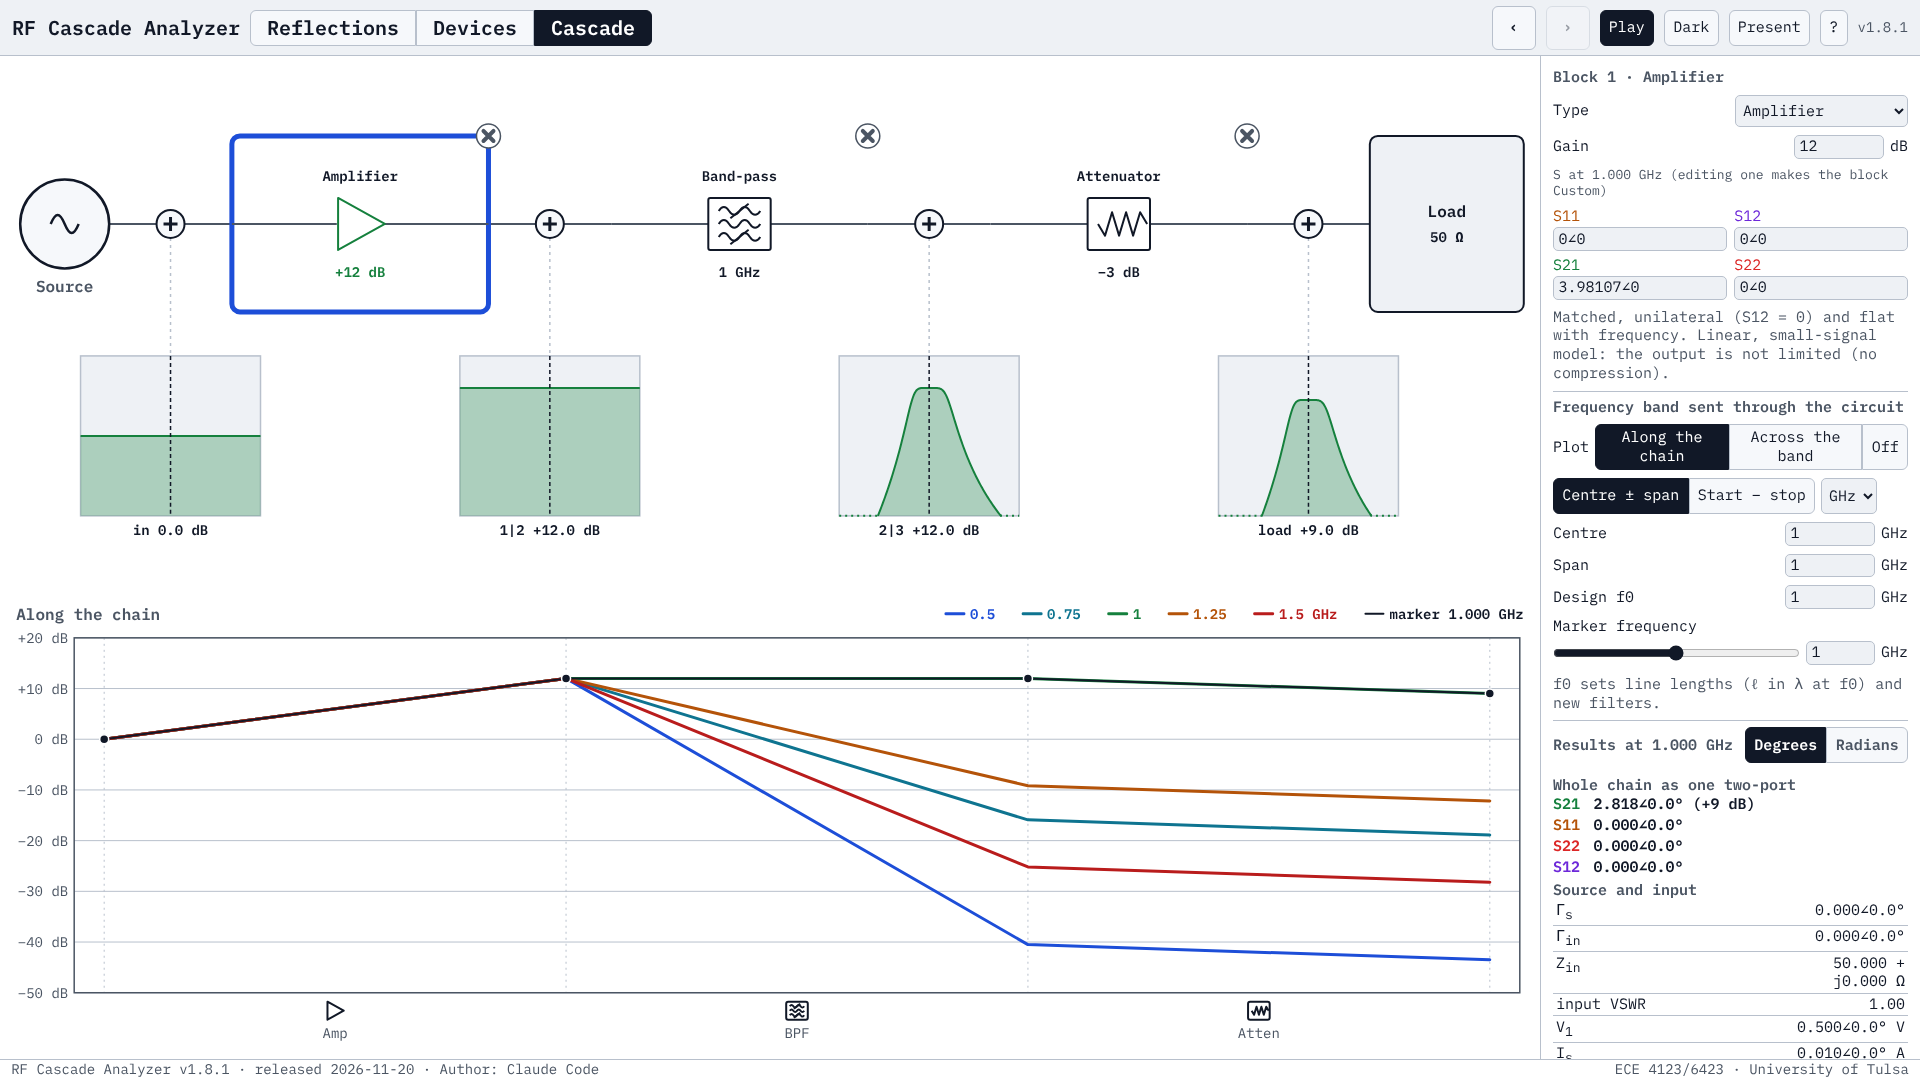 RF Cascade Analyzer Reflections Devices Cascade ‹ › Play Dark Present ? v1.8.1
Amplifier
+12 dB
Band-pass
1 GHz
Attenuator
−3 dB
Load
50 Ω
Source
in 0.0 dB
1|2 +12.0 dB
2|3 +12.0 dB
load +9.0 dB
Along the chain
0.5 0.75 1 1.25 1.5 GHz marker 1.000 GHz
+20 dB
+10 dB
0 dB
−10 dB
−20 dB
−30 dB
−40 dB
−50 dB
Amp BPF Atten
Block 1 · Amplifier
Type Amplifier
Gain 12 dB
S at 1.000 GHz (editing one makes the block
Custom)
S11 S12
0∠0 0∠0
S21 S22
3.98107∠0 0∠0
Matched, unilateral (S12 = 0) and flat
with frequency. Linear, small-signal
model: the output is not limited (no
compression).
Frequency band sent through the circuit
Plot Along the chain Across the band Off
Centre ± span Start − stop GHz
Centre 1 GHz
Span 1 GHz
Design f0 1 GHz
Marker frequency
1 GHz
f0 sets line lengths (ℓ in λ at f0) and
new filters.
Results at 1.000 GHz Degrees Radians
Whole chain as one two-port
S21 2.818∠0.0° (+9 dB)
S11 0.000∠0.0°
S22 0.000∠0.0°
S12 0.000∠0.0°
Source and input
Γs 0.000∠0.0°
Γin 0.000∠0.0°
Zin 50.000 +
j0.000 Ω
input VSWR 1.00
V1 0.500∠0.0° V
Is 0.010∠0.0° A
RF Cascade Analyzer v1.8.1 · released 2026-11-20 · Author: Claude Code
ECE 4123/6423 · University of Tulsa